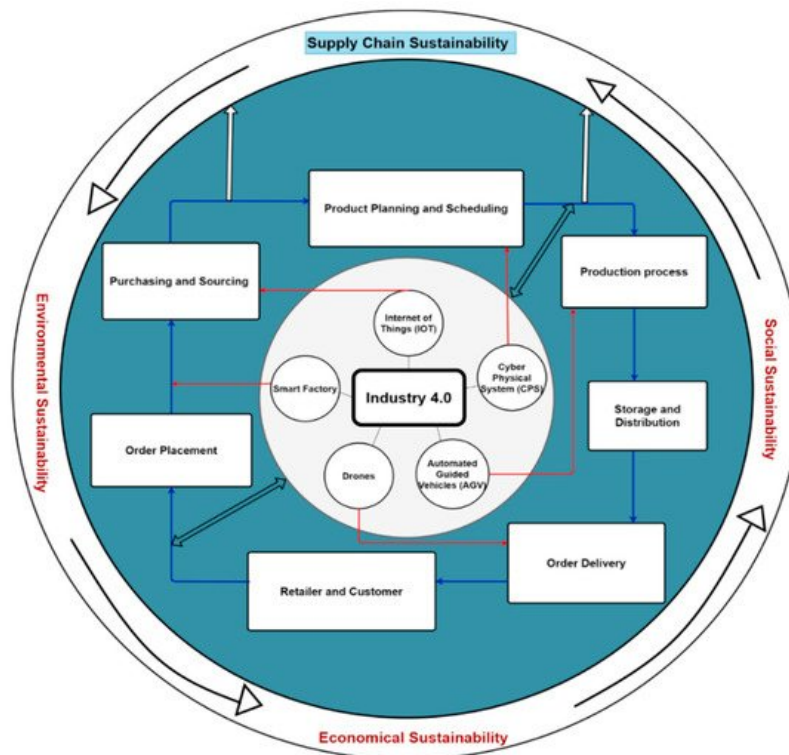 Supply Chain Sustainability
Product Planning and Scheduling
Purchasing and Sourcing
Production process
Internet of
Things (IOT)
Environmental Sustainability
Social Sustainability
Smart Factory
Industry 4.0
Cyber
Physical
System (CPS)
Storage and
Distribution
Order Placement
Drones
Automated
Guided
Vehicles (AGV)
Order Delivery
Retailer and Customer
Economical Sustainability